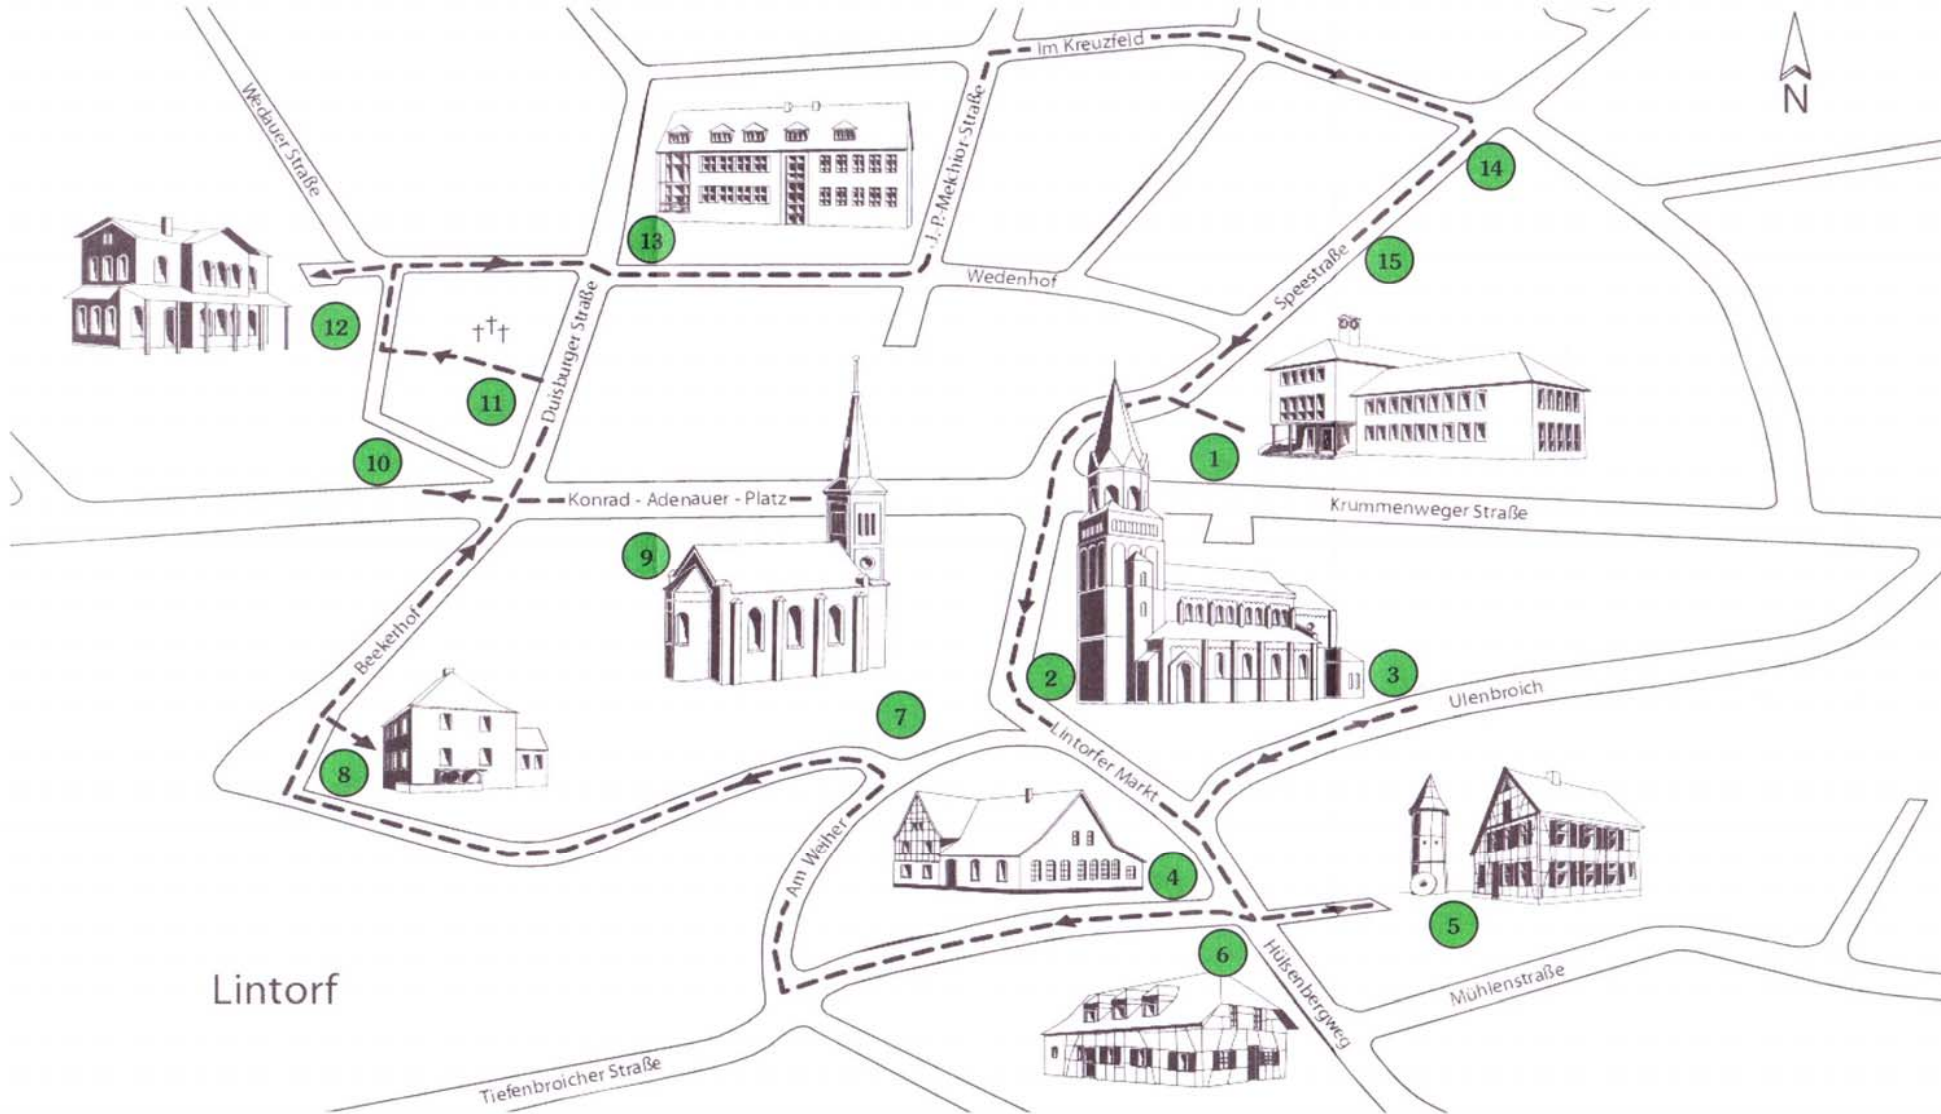 Im Kreuzfeld
N
Wedauer Straße
J.-P.-Melchior-Straße
14
13
15
Wedenhof
Speestraße
12
Duisburger Straße
11
10
1
Konrad - Adenauer - Platz
Krummenweger Straße
9
Beekerhof
2
3
Ulenbroich
7
Lintorfer Markt
8
Am Weiher
4
5
6
Hülsenbergweg
Mühlenstraße
Lintorf
Tiefenbroicher Straße